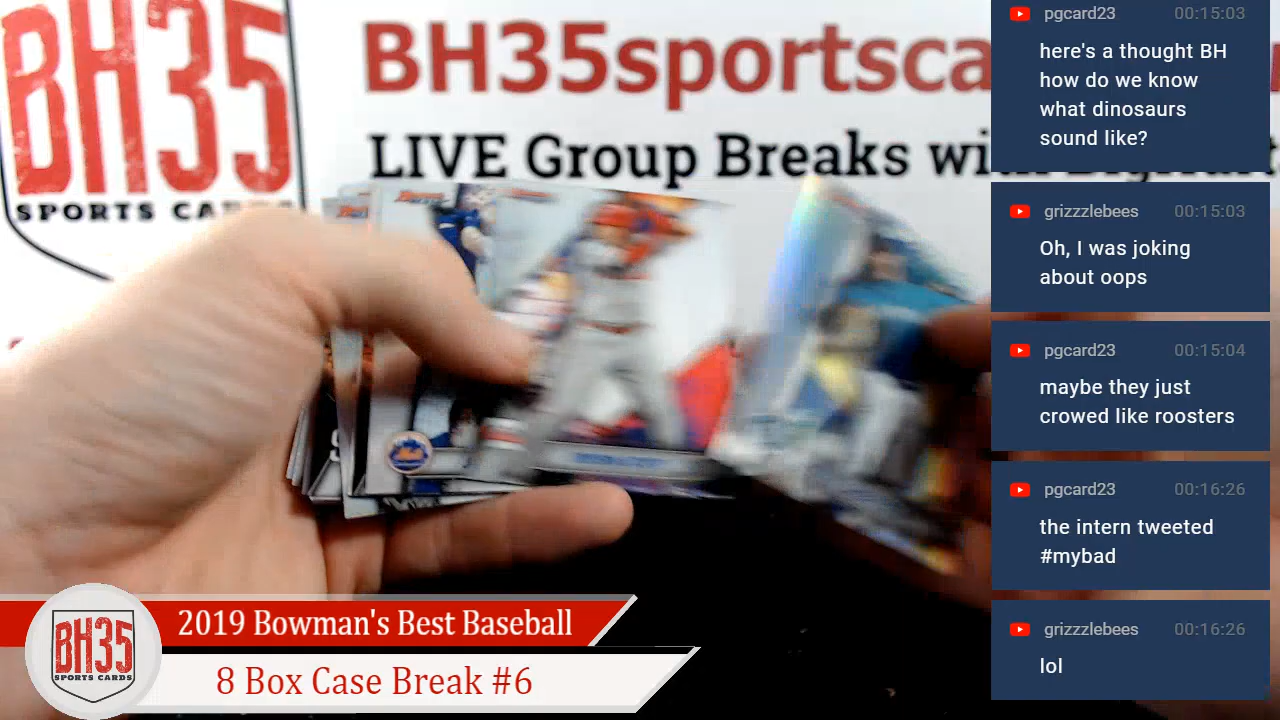 BH35
SPORTS CA
BH35sportsca
LIVE Group Breaks wi
pgcard23 00:15:03
here's a thought BH
how do we know
what dinosaurs
sound like?
grizzzlebees 00:15:03
Oh, I was joking
about oops
pgcard23 00:15:04
maybe they just
crowed like roosters
pgcard23 00:16:26
the intern tweeted
#mybad
grizzzlebees 00:16:26
lol
Mets
BH35
SPORTS CARDS
2019 Bowman's Best Baseball
8 Box Case Break #6